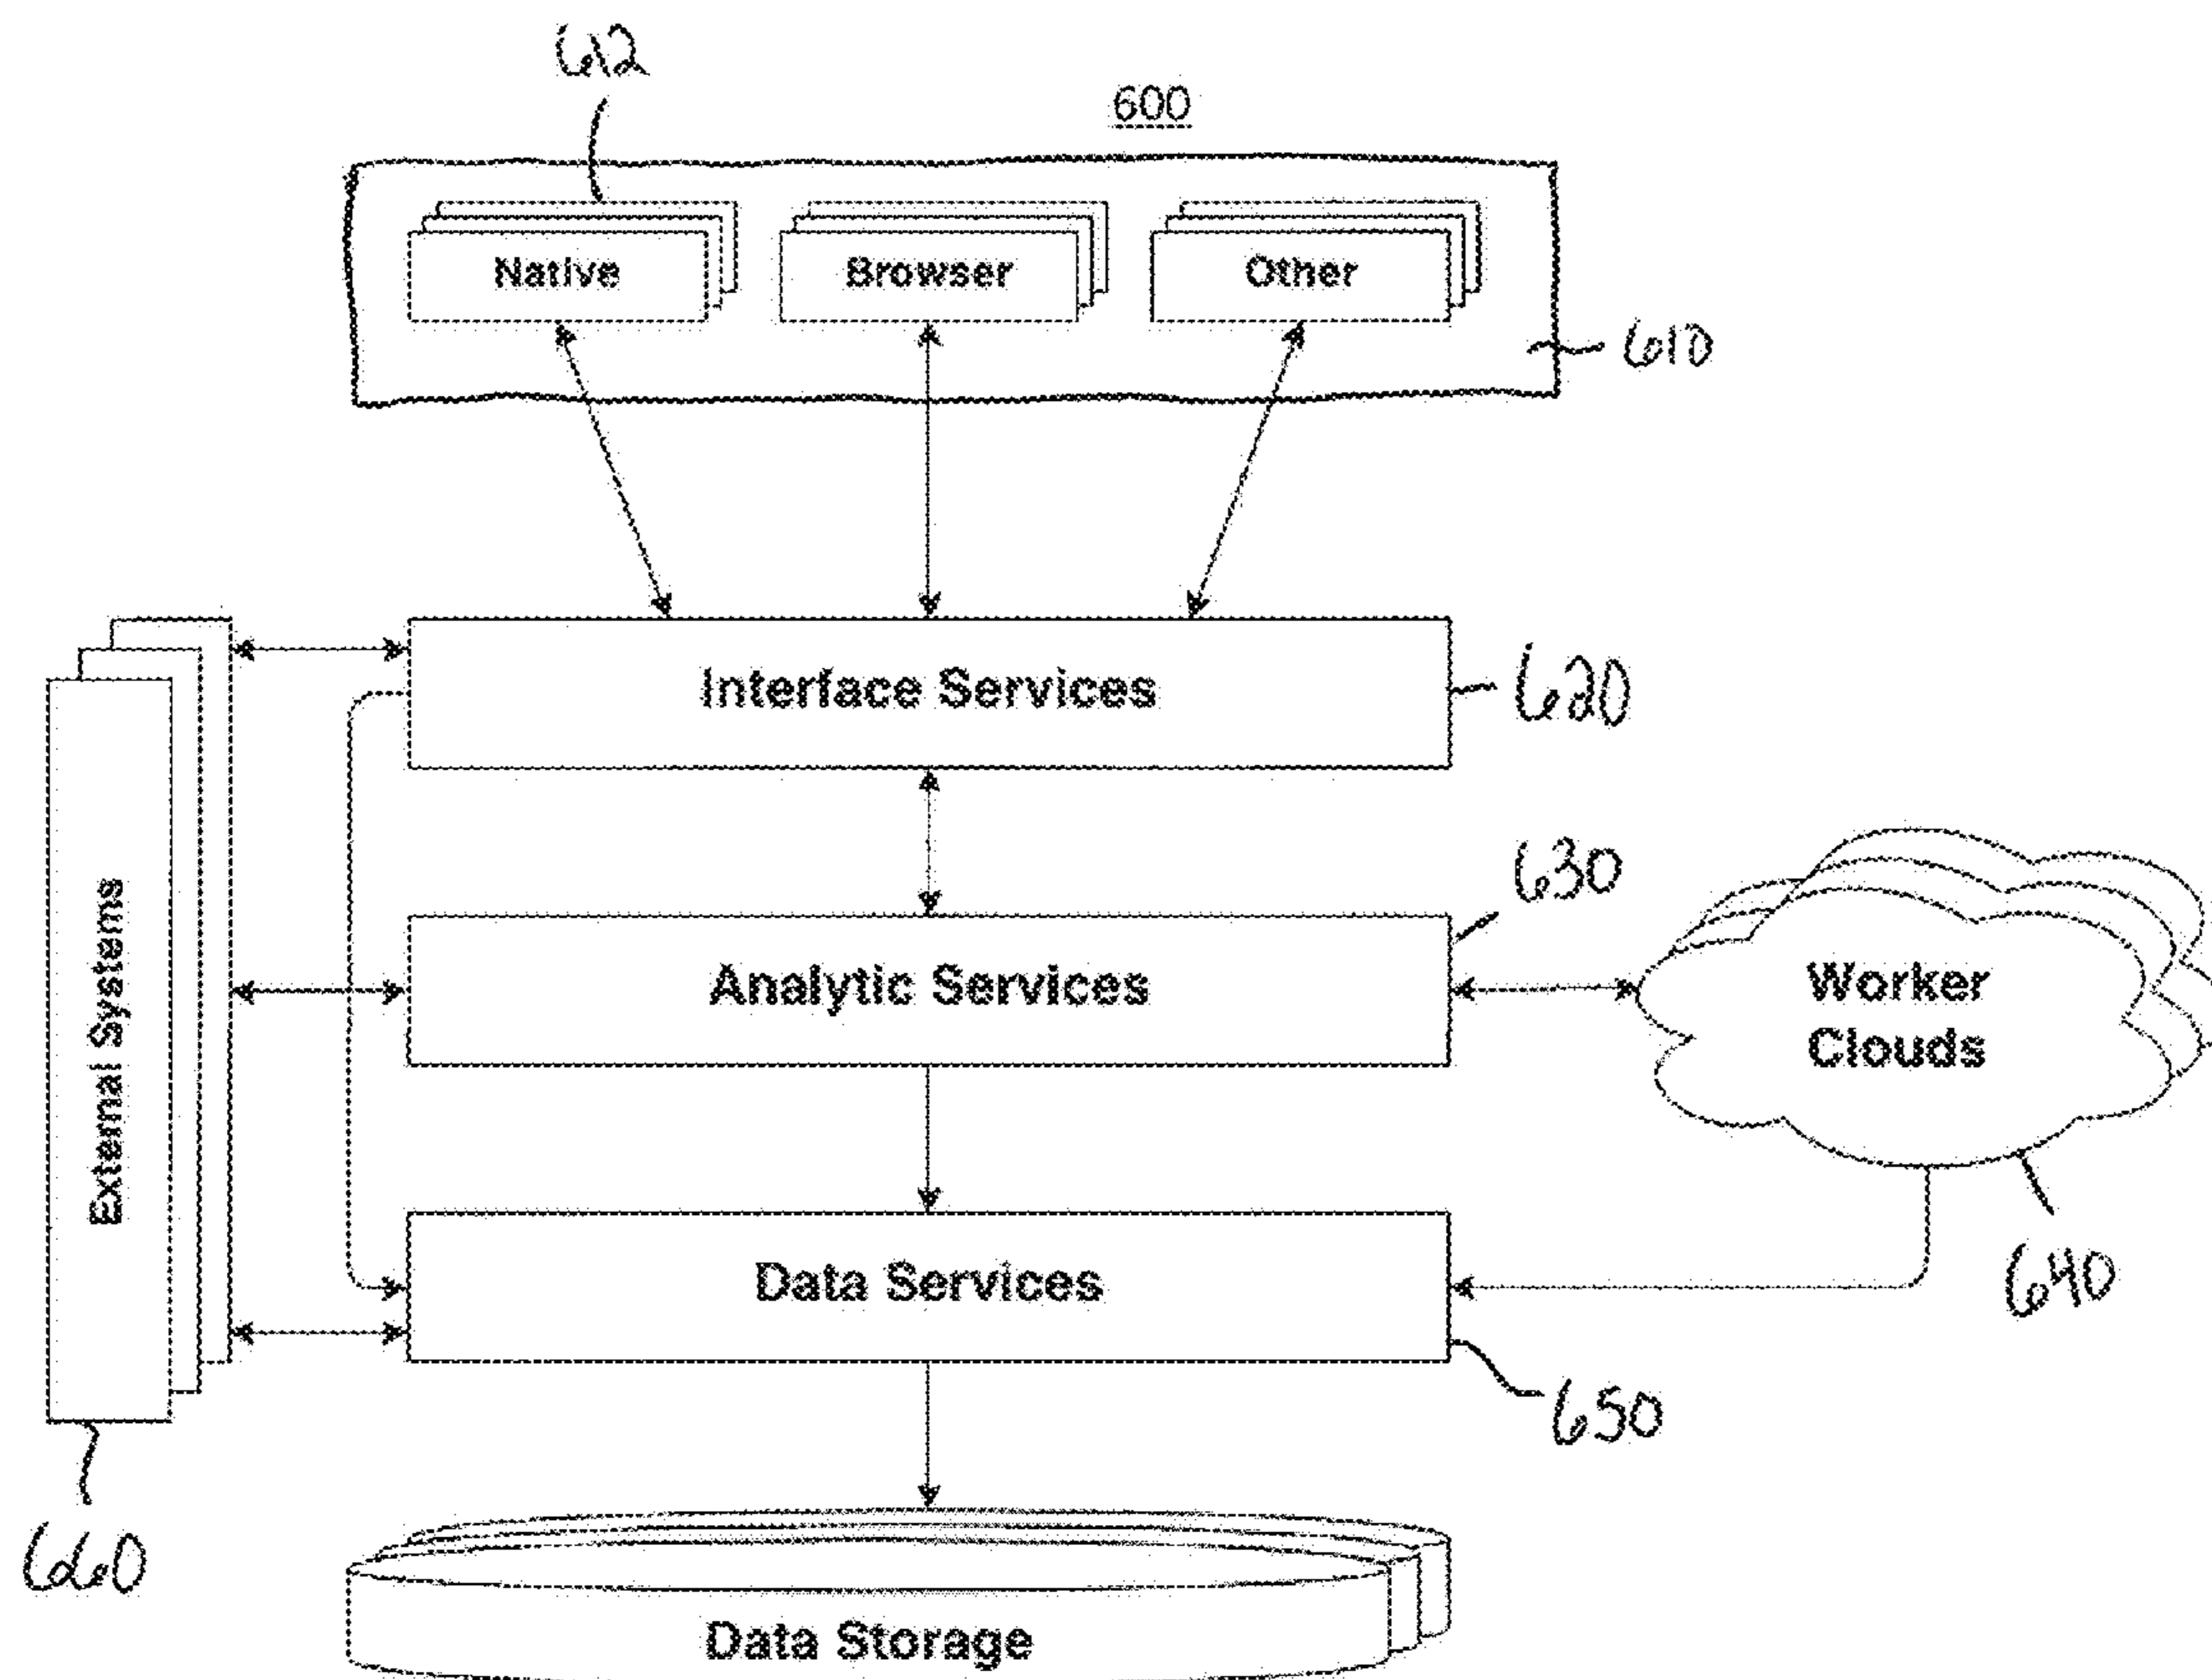 612
600
Native
Browser
Other
610
Interface Services
620
630
External Systems
Analytic Services
Worker
Clouds
Data Services
640
650
660
Data Storage